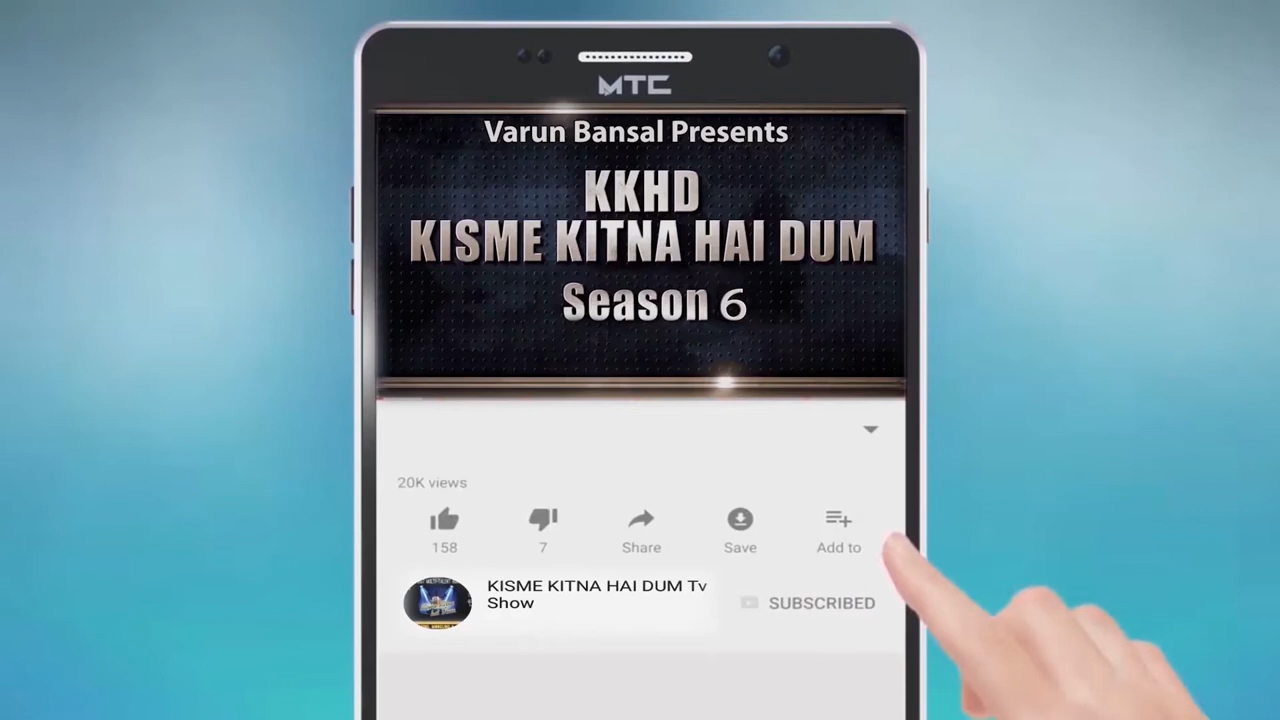 MTC
Varun Bansal Presents
KKHD
KISME KITNA HAI DUM
Season 6
20K views
158
7
Share
Save
Add to
KISME KITNA HAI DUM Tv
Show
SUBSCRIBED